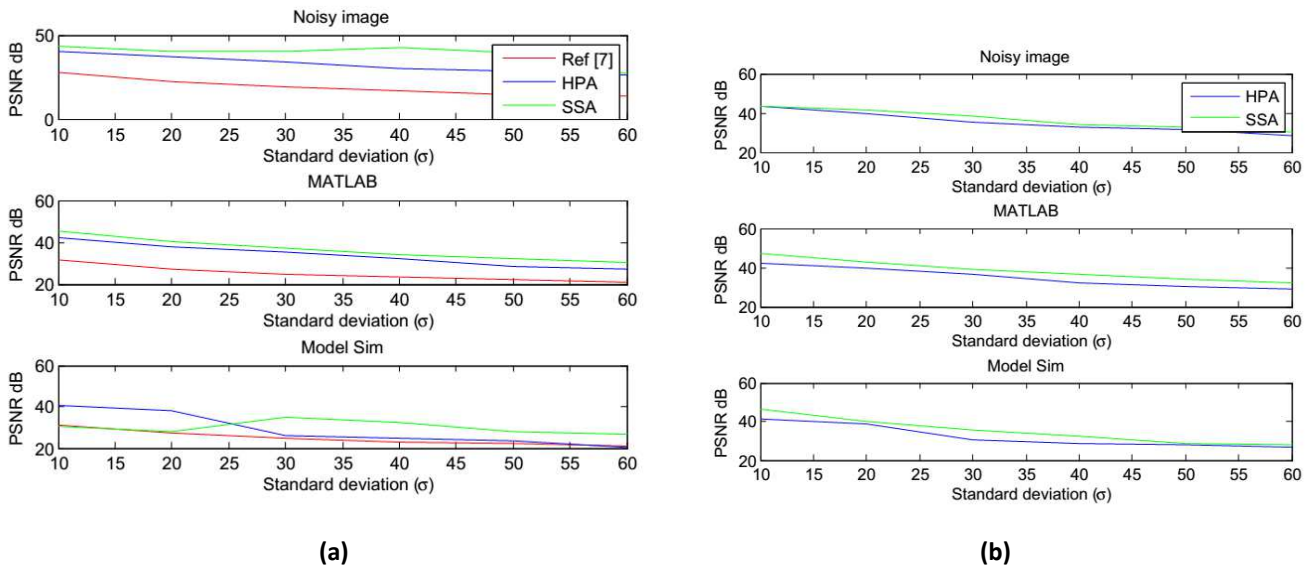 Noisy image
PSNR dB
50
0
Ref [7]
HPA
SSA
10 15 20 25 30 35 40 45 50 55 60
Standard deviation (σ)
MATLAB
PSNR dB
60
40
20
10 15 20 25 30 35 40 45 50 55 60
Standard deviation (σ)
Model Sim
PSNR dB
60
40
20
10 15 20 25 30 35 40 45 50 55 60
Standard deviation (σ)
(a)
Noisy image
PSNR dB
60
40
20
HPA
SSA
10 15 20 25 30 35 40 45 50 55 60
Standard deviation (σ)
MATLAB
PSNR dB
60
40
20
10 15 20 25 30 35 40 45 50 55 60
Standard deviation (σ)
Model Sim
PSNR dB
60
40
20
10 15 20 25 30 35 40 45 50 55 60
Standard deviation (σ)
(b)